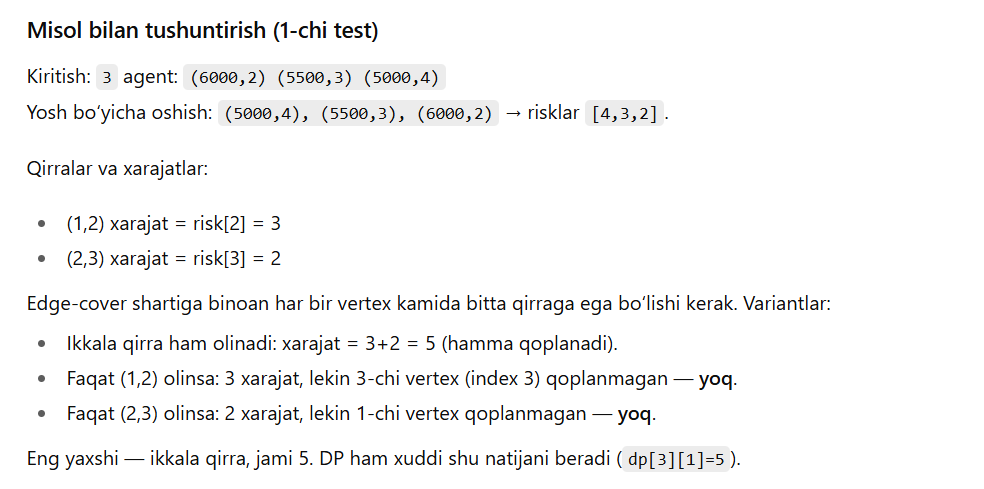 Misol bilan tushuntirish (1-chi test)
Kiritish: 3 agent: (6000,2) (5500,3) (5000,4)
Yosh bo‘yicha oshish: (5000,4), (5500,3), (6000,2) → risklar [4,3,2].
Qirralar va xarajatlar:
• (1,2) xarajat = risk[2] = 3
• (2,3) xarajat = risk[3] = 2
Edge-cover shartiga binoan har bir vertex kamida bitta qirraga ega bo‘lishi kerak. Variantlar:
• Ikkala qirra ham olinadi: xarajat = 3+2 = 5 (hamma qoplanadi).
• Faqat (1,2) olinsa: 3 xarajat, lekin 3-chi vertex (index 3) qoplanmagan — yoq.
• Faqat (2,3) olinsa: 2 xarajat, lekin 1-chi vertex qoplanmagan — yoq.
Eng yaxshi — ikkala qirra, jami 5. DP ham xuddi shu natijani beradi (dp[3][1]=5).